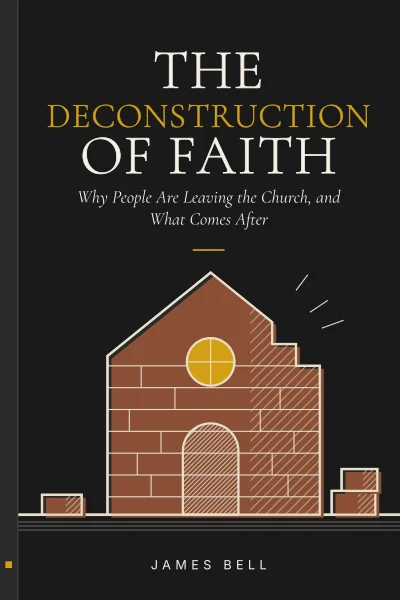 THE
DECONSTRUCTION
OF FAITH
Why People Are Leaving the Church, and
What Comes After
JAMES BELL